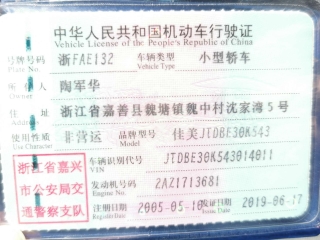 中华人民共和国机动车行驶证
Vehicle License of the People's Republic of China
号牌号码 浙FAE132 车辆类型 小型轿车
Plate No. Vehicle Type
所有人 陶军华
Owner
住址 浙江省嘉善县魏塘镇魏中村沈家湾5号
Address
使用性质 非营运 品牌型号 佳美JTDBE30K543
Use Character Model
浙江省嘉兴 车辆识别代号 JTDBE30K543014011
VIN
市公安局交 发动机号码 2AZ1713681
Engine No.
通警察支队 注册日期 2005-05-10 发证日期 2019-06-17
Register Date Issue Date